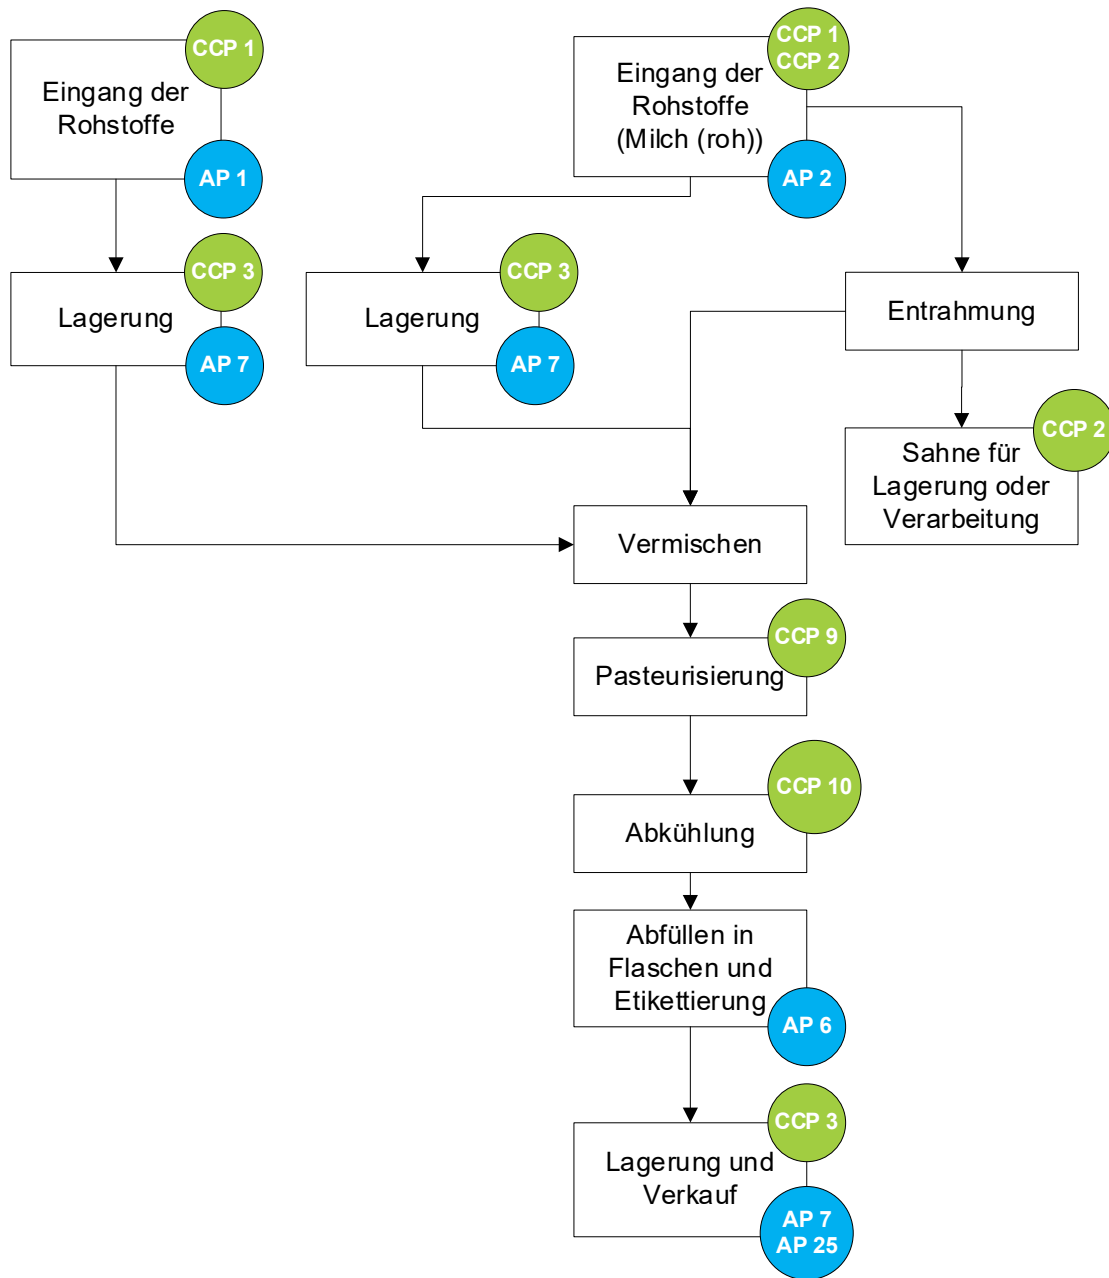 CCP 1
Eingang der
Rohstoffe
AP 1
CCP 1
CCP 2
Eingang der
Rohstoffe
(Milch (roh))
AP 2
CCP 3
Lagerung
AP 7
CCP 3
Lagerung
AP 7
Entrahmung
CCP 2
Sahne für
Lagerung oder
Verarbeitung
Vermischen
CCP 9
Pasteurisierung
CCP 10
Abkühlung
Abfüllen in
Flaschen und
Etikettierung
AP 6
CCP 3
Lagerung und
Verkauf
AP 7
AP 25